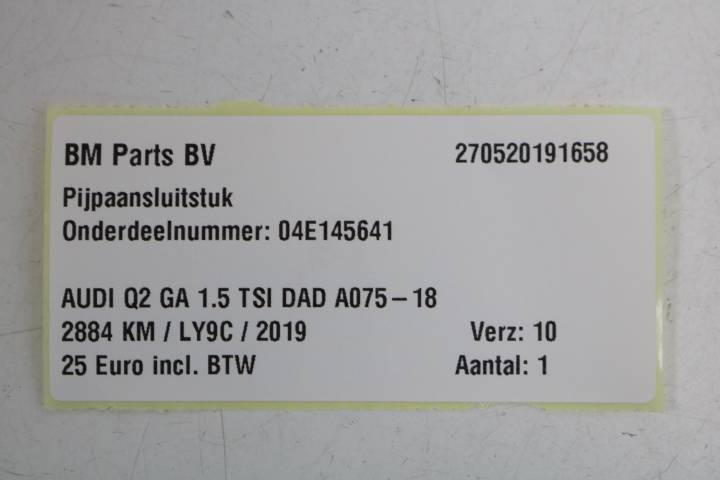 BM Parts BV 270520191658
Pijpaansluitstuk
Onderdeelnummer: 04E145641
AUDI Q2 GA 1.5 TSI DAD A075-18
2884 KM / LY9C / 2019 Verz: 10
25 Euro incl. BTW Aantal: 1